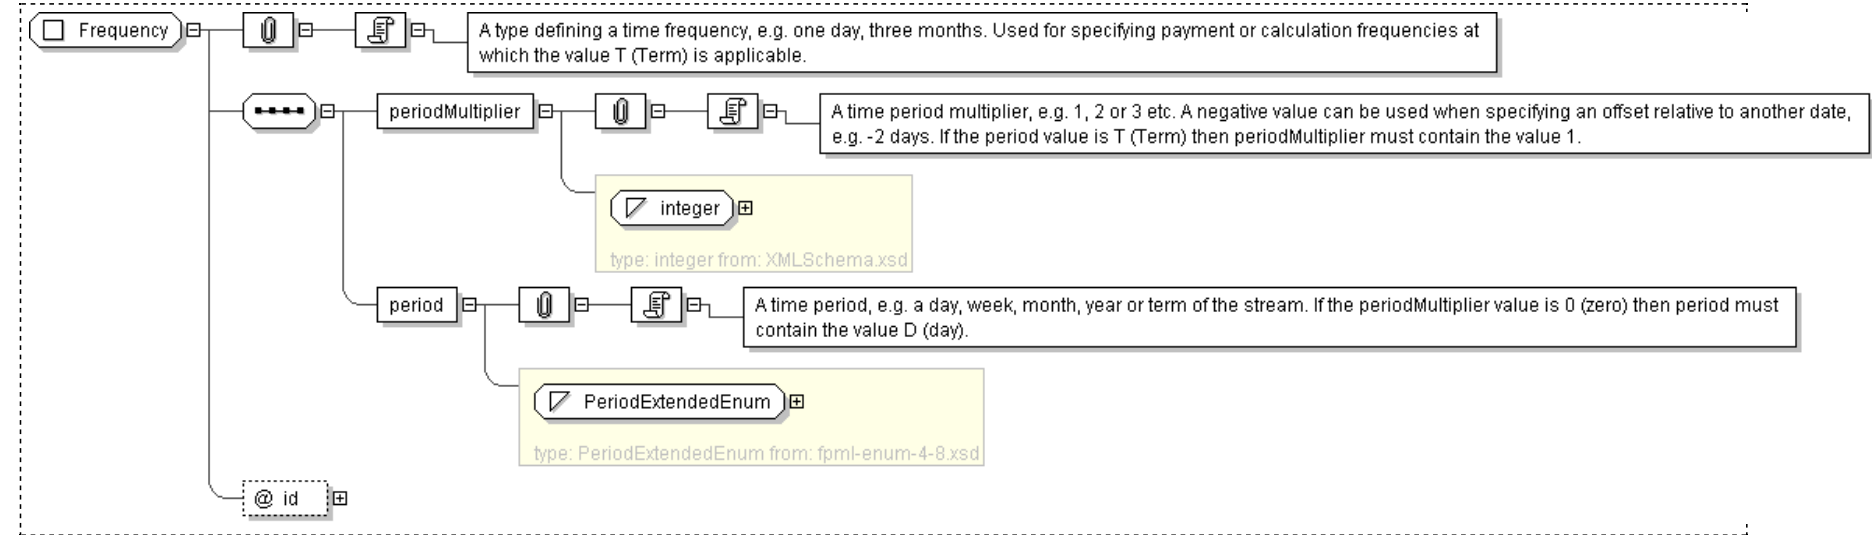 Frequency
A type defining a time frequency, e.g. one day, three months. Used for specifying payment or calculation frequencies at
which the value T (Term) is applicable.
periodMultiplier
A time period multiplier, e.g. 1, 2 or 3 etc. A negative value can be used when specifying an offset relative to another date,
e.g. -2 days. If the period value is T (Term) then periodMultiplier must contain the value 1.
integer
type: integer from: XMLSchema.xsd
period
A time period, e.g. a day, week, month, year or term of the stream. If the periodMultiplier value is 0 (zero) then period must
contain the value D (day).
PeriodExtendedEnum
type: PeriodExtendedEnum from: fpml-enum-4-8.xsd
@ id